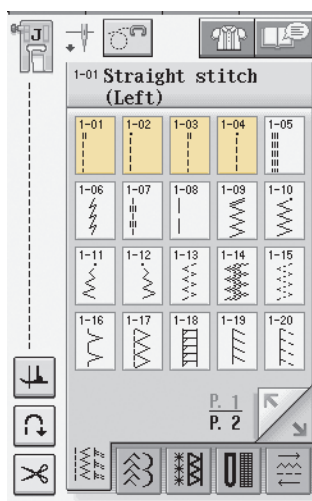 J
1-01 Straight stitch
(Left)
1-01 1-02 1-03 1-04 1-05
1-06 1-07 1-08 1-09 1-10
1-11 1-12 1-13 1-14 1-15
1-16 1-17 1-18 1-19 1-20
P. 1
P. 2